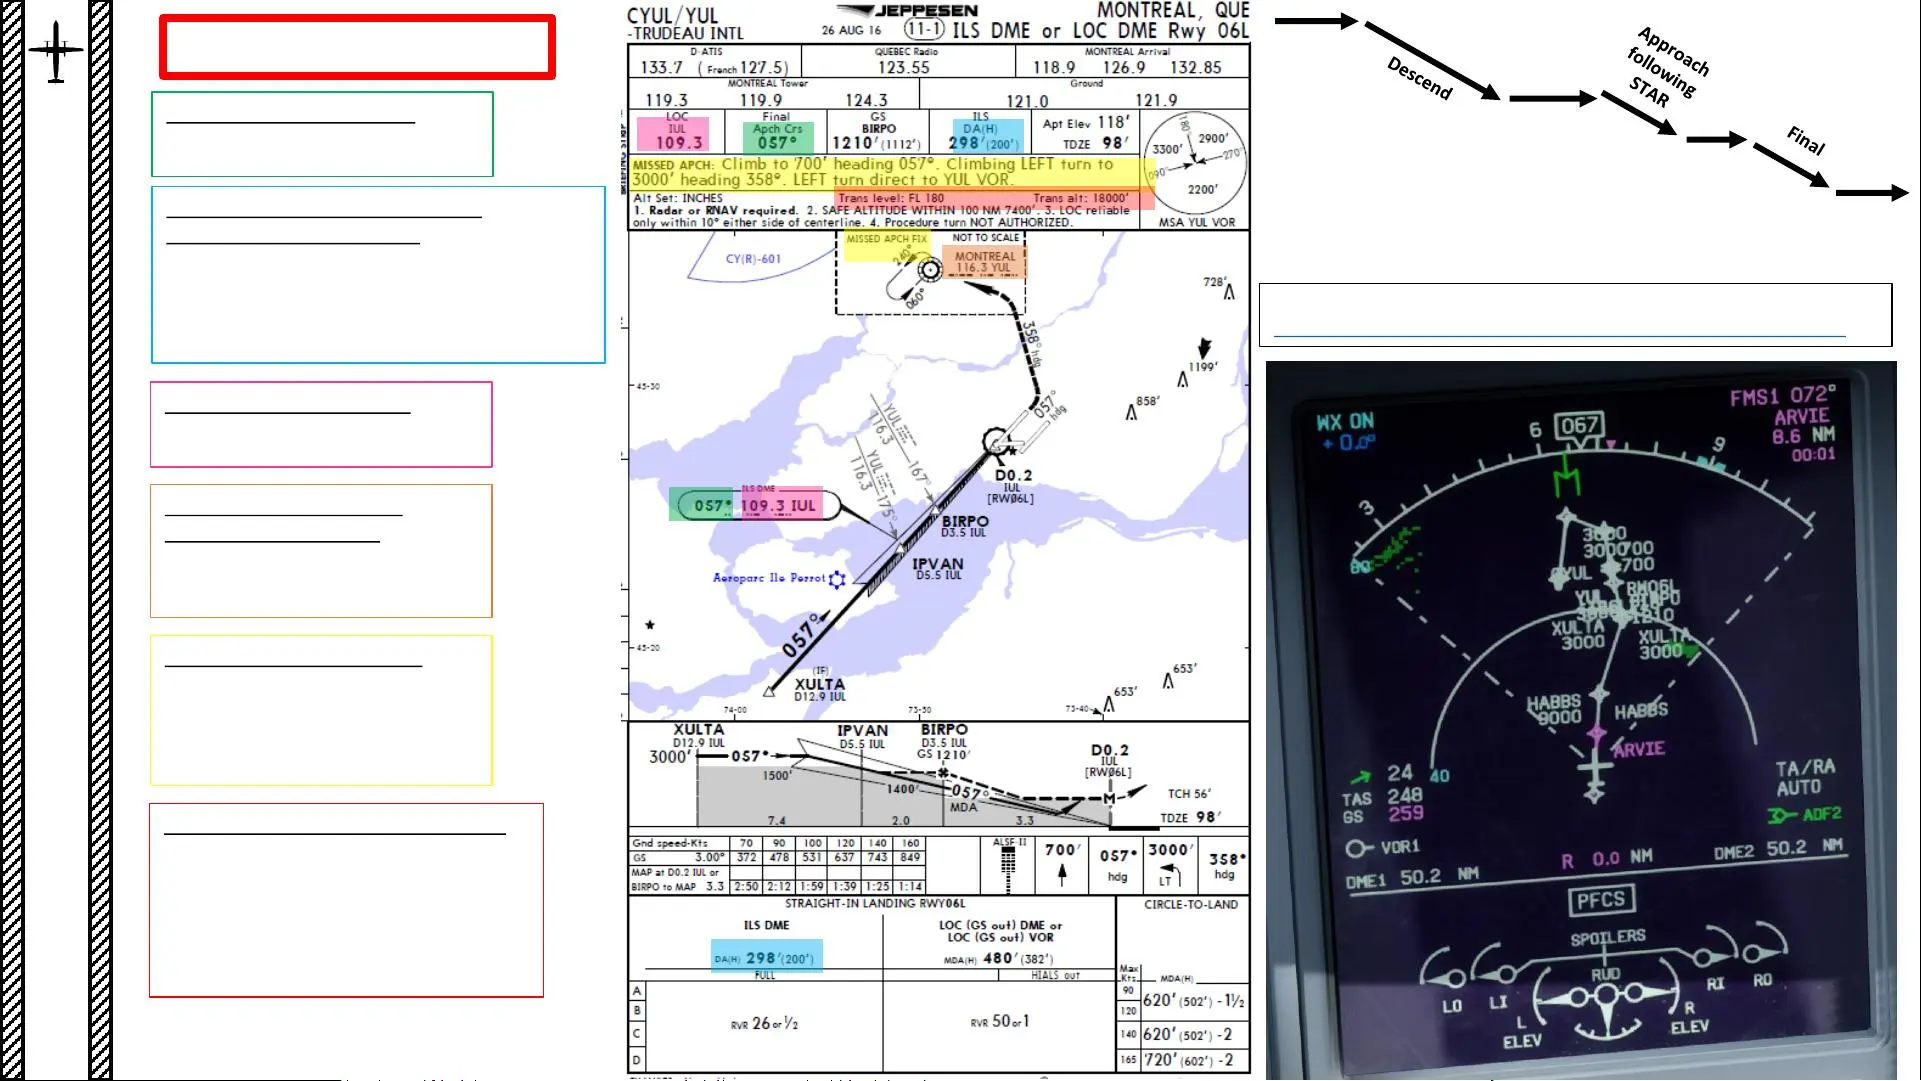 CYUL/YUL
-TRUDEAU INTL
JEPPESEN
26 AUG 16
11-1
MONTREAL, QUE
ILS DME or LOC DME Rwy 06L
D-ATIS
133.7 (French 127.5)
QUEBEC Radio
123.55
MONTREAL Arrival
118.9 126.9 132.85
MONTREAL Tower
119.3 119.9 124.3
Ground
121.0 121.9
LOC
IUL
109.3
Final
Apch Crs
057°
GS
BIRPO
1210'(1112')
ILS
DA(H)
298'(200')
Apt Elev 118'
TDZE 98'
MISSED APCH: Climb to 700' heading 057°. Climbing LEFT turn to
3000' heading 358°. LEFT turn direct to YUL VOR.
Alt Set: INCHES
Trans level: FL 180
Trans alt: 18000'
1. Radar or RNAV required. 2. SAFE ALTITUDE WITHIN 100 NM 7400'. 3. LOC reliable
only within 10° either side of centerline. 4. Procedure turn NOT AUTHORIZED.
180°
2900'
3300'
270°
090°
2200'
MSA YUL VOR
Descend
Approach
following
STAR
Final
CY(R)-601
MISSED APCH FIX
NOT TO SCALE
240°
060°
MONTREAL
116.3 YUL
728'
358° hdg
1199'
858'
45-30
057°
hdg
YUL
116.3
167°
YUL
116.3
175°
D0.2
IUL
[RW06L]
ILS DME
057° 109.3 IUL
BIRPO
D3.5 IUL
IPVAN
D5.5 IUL
Aeroparc Ile Perrot
057°
45-20
(IF)
XULTA
D12.9 IUL
653'
653'
74-00
73-50
73-40
XULTA
D12.9 IUL
3000'
057°
1500'
IPVAN
D5.5 IUL
BIRPO
D3.5 IUL
GS 1210'
1400'
057°
MDA
D0.2
IUL
[RW06L]
M
TCH 56'
TDZE 98'
7.4
2.0
3.3
Gnd speed-Kts 70 90 100 120 140 160
GS 3.00° 372 478 531 637 743 849
MAP at D0.2 IUL or
BIRPO to MAP 3.3 2:50 2:12 1:59 1:39 1:25 1:14
ALSF-II
700'
057°
hdg
3000'
LT
358°
hdg
STRAIGHT-IN LANDING RWY06L
CIRCLE-TO-LAND
ILS DME
LOC (GS out) DME or
LOC (GS out) VOR
DA(H) 298'(200')
MDA(H) 480'(382')
FULL
HIALS out
Max
Kts
MDA(H)
A
B
C
D
RVR 26 or ½
RVR 50 or 1
90
120
620'(502') -1½
140
620'(502') -2
165
720'(602') -2
WX ON
+ 0.0°
FMS1 072°
ARVIE
8.6 NM
00:01
6
067
9
3
80
3000
3000
700
700
YUL
RW06L
YUL
1210
XULTA
3000
XULTA
3000
HABBS
9000
HABBS
ARVIE
24
40
TAS 248
GS 259
TA/RA
AUTO
ADF2
VOR1
R 0.0 NM
DME1 50.2 NM
DME2 50.2 NM
PFCS
SPOILERS
RUD
LO
LI
RI
RO
L
ELEV
R
ELEV